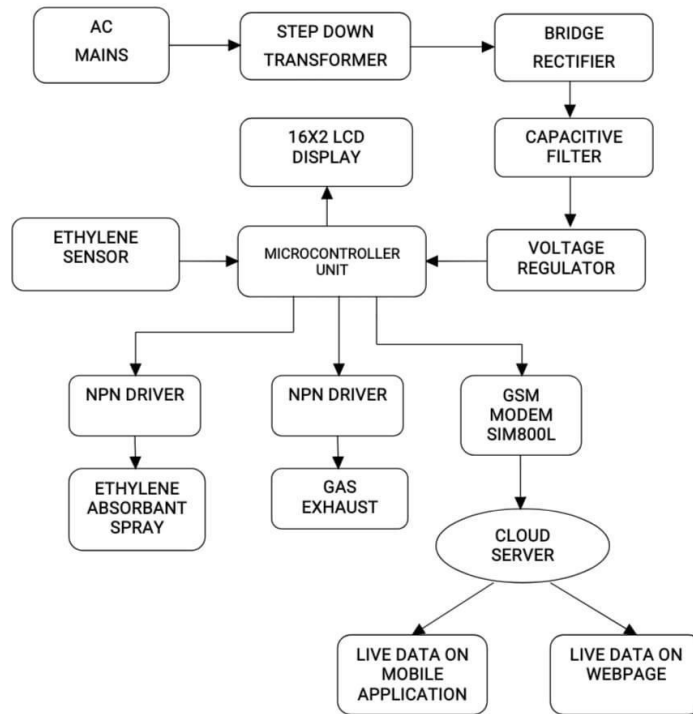 AC
MAINS
STEP DOWN
TRANSFORMER
BRIDGE
RECTIFIER
16X2 LCD
DISPLAY
CAPACITIVE
FILTER
ETHYLENE
SENSOR
MICROCONTROLLER
UNIT
VOLTAGE
REGULATOR
NPN DRIVER
NPN DRIVER
GSM
MODEM
SIM800L
ETHYLENE
ABSORBANT
SPRAY
GAS
EXHAUST
CLOUD
SERVER
LIVE DATA ON
MOBILE
APPLICATION
LIVE DATA ON
WEBPAGE